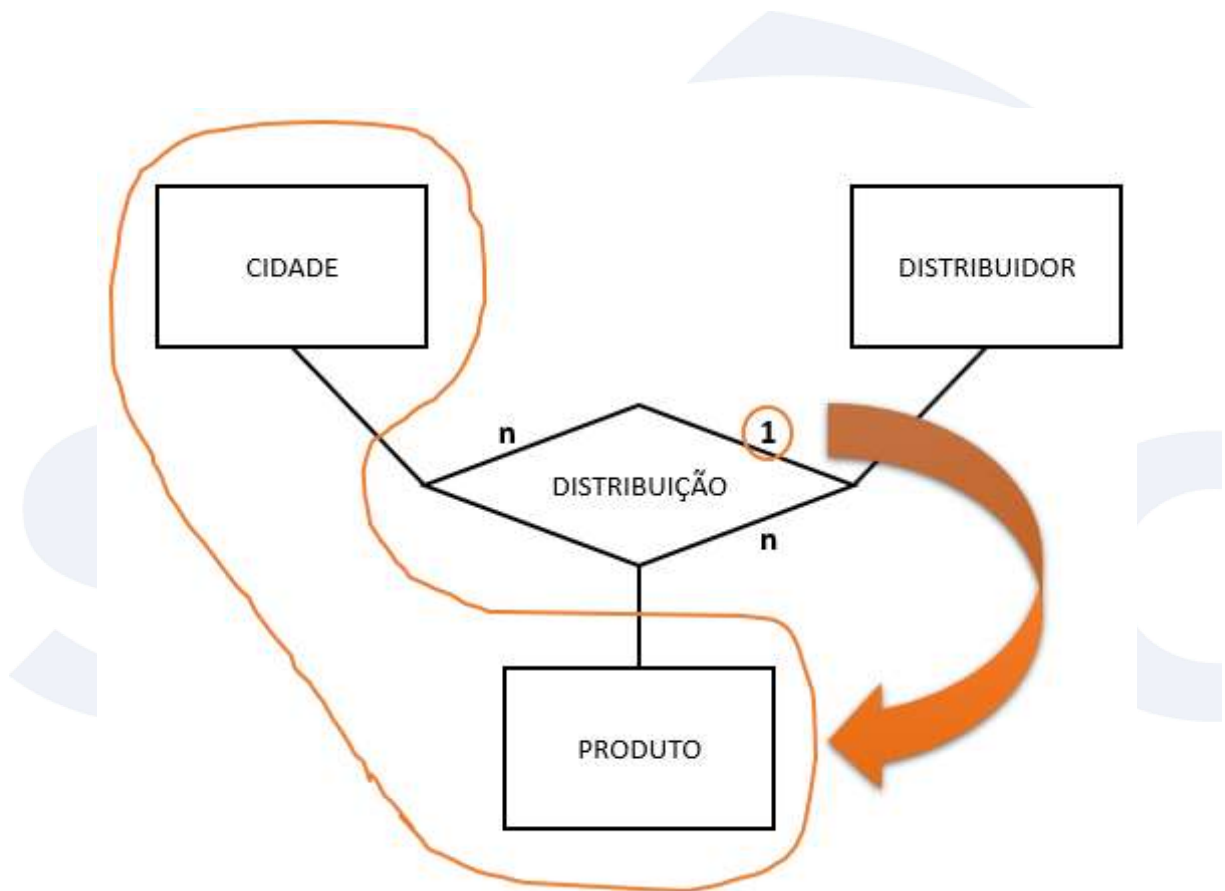 CIDADE
DISTRIBUIDOR
n
1
DISTRIBUIÇÃO
n
PRODUTO